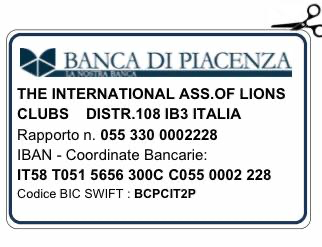 BANCA DI PIACENZA
LA NOSTRA BANCA
THE INTERNATIONAL ASS.OF LIONS
CLUBS DISTR.108 IB3 ITALIA
Rapporto n. 055 330 0002228
IBAN - Coordinate Bancarie:
IT58 T051 5656 300C C055 0002 228
Codice BIC SWIFT : BCPCIT2P